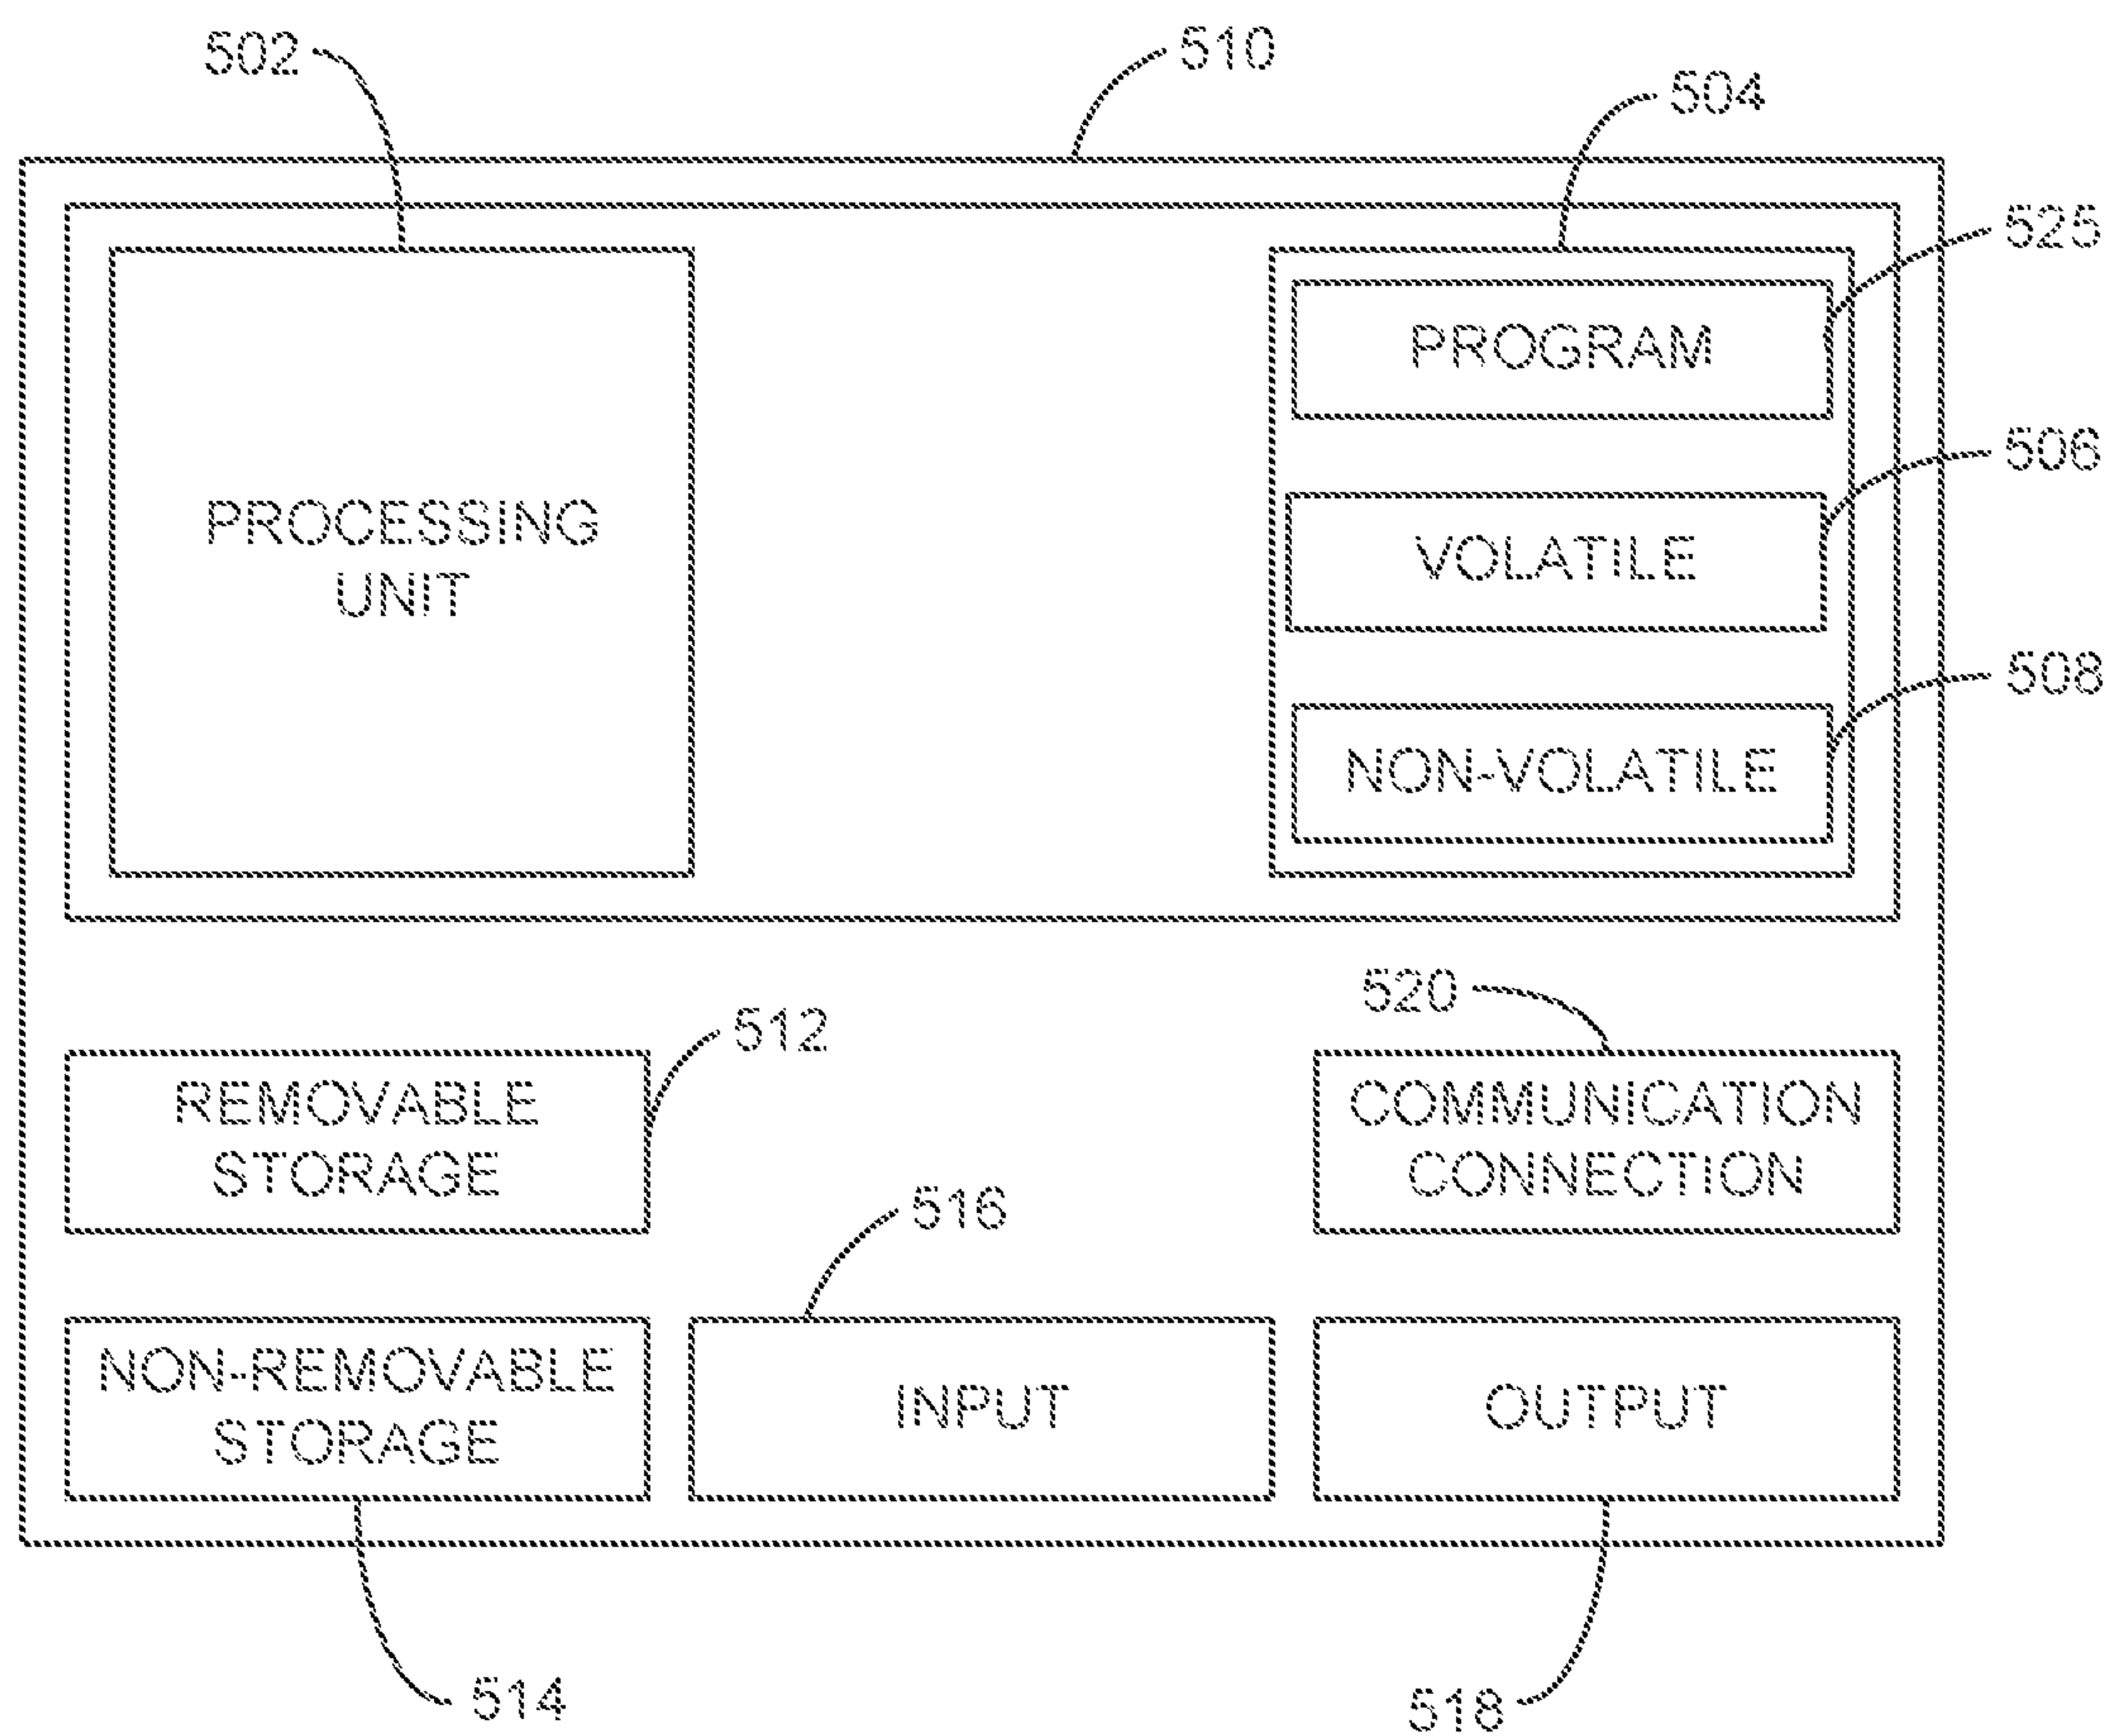 502
510
504
525
PROGRAM
506
PROCESSING
UNIT
VOLATILE
508
NON-VOLATILE
520
512
REMOVABLE
STORAGE
COMMUNICATION
CONNECTION
516
NON-REMOVABLE
STORAGE
INPUT
OUTPUT
514
518